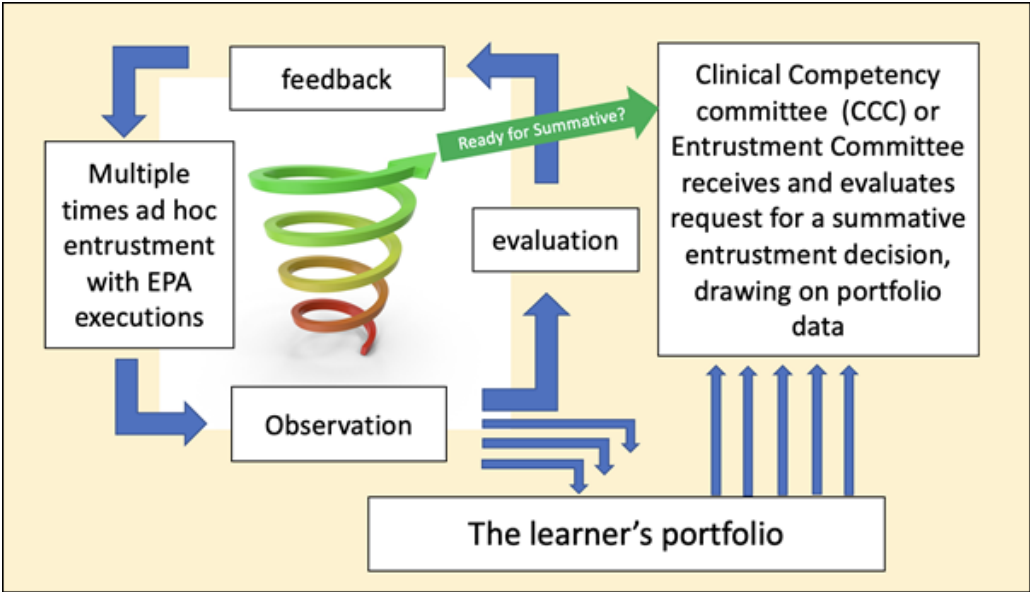 feedback
Multiple
times ad hoc
entrustment
with EPA
executions
Observation
evaluation
Ready for Summative?
Clinical Competency
committee (CCC) or
Entrustment Committee
receives and evaluates
request for a summative
entrustment decision,
drawing on portfolio
data
The learner's portfolio